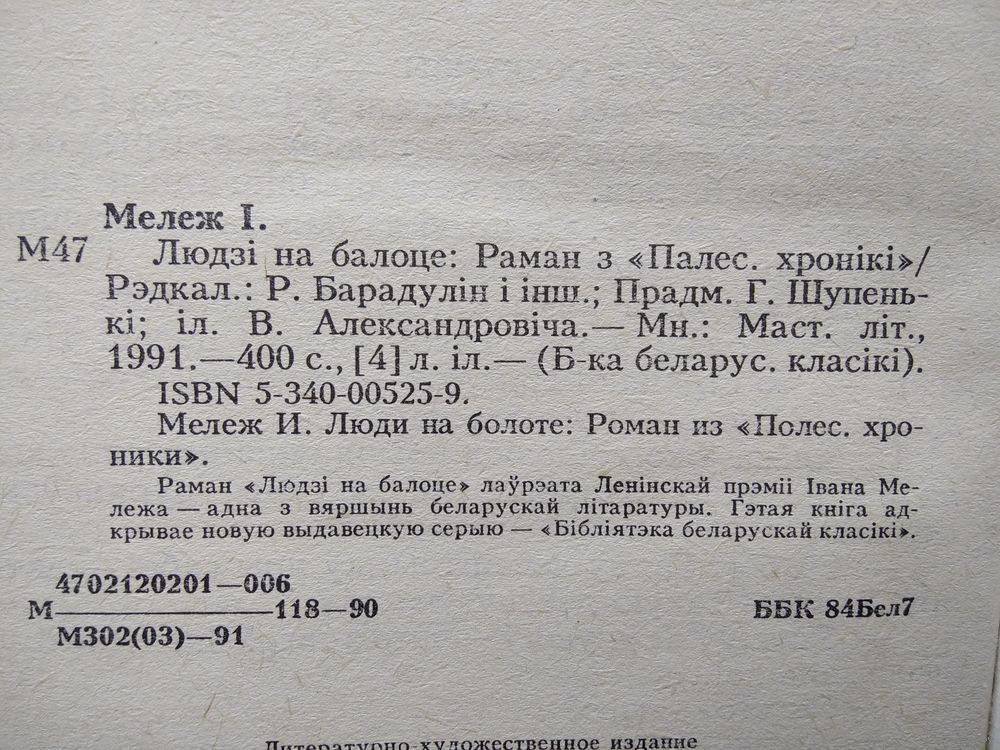 Мележ І.
М47 Людзі на балоце: Раман з «Палес. хронікі»/
Рэдкал.: Р. Барадулін і інш.; Прадм. Г. Шупень-
кі; іл. В. Александровіча.— Мн.: Маст. літ.,
1991.—400 с., [4] л. іл.— (Б-ка беларус. класікі).
ISBN 5-340-00525-9.
Мележ И. Люди на болоте: Роман из «Полес. хро-
ники».
Раман «Людзі на балоце» лаўрэата Ленінскай прэміі Івана Ме-
лежа — адна з вяршынь беларускай літаратуры. Гэтая кніга ад-
крывае новую выдавецкую серыю — «Бібліятэка беларускай класікі».
4702120201—006
М————118—90 ББК 84Бел7
М302(03)—91
Литературно-художественное издание